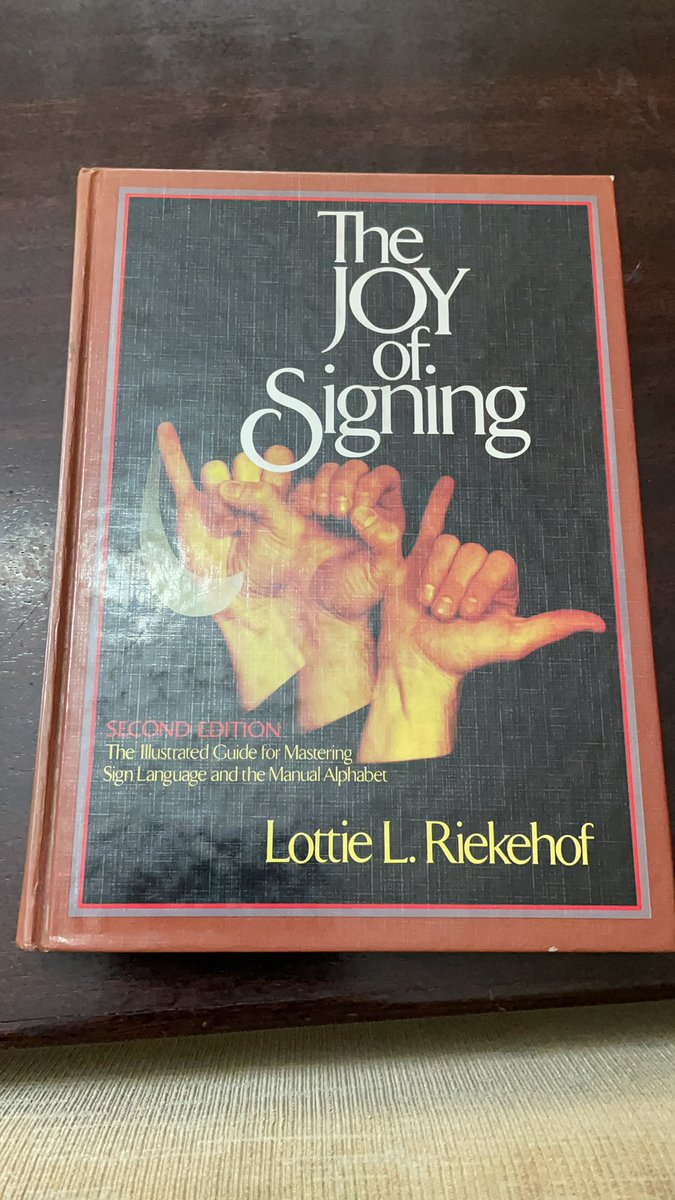 The
JOY
of
Signing
SECOND EDITION
The Illustrated Guide for Mastering
Sign Language and the Manual Alphabet
Lottie L. Riekehof